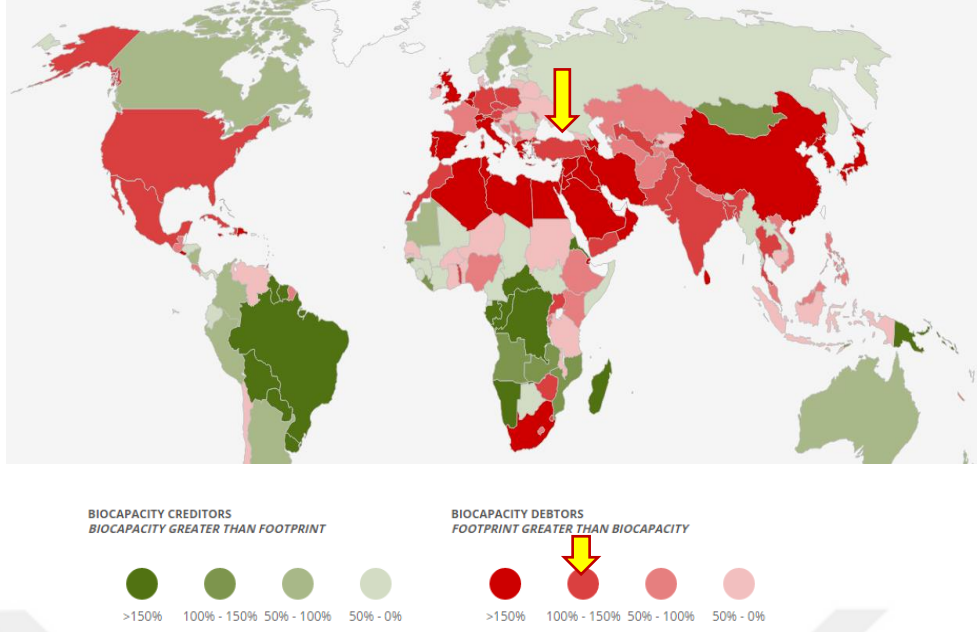 BIOCAPACITY CREDITORS
BIOCAPACITY GREATER THAN FOOTPRINT
>150% 100% - 150% 50% - 100% 50% - 0%
BIOCAPACITY DEBTORS
FOOTPRINT GREATER THAN BIOCAPACITY
>150% 100% - 150% 50% - 100% 50% - 0%